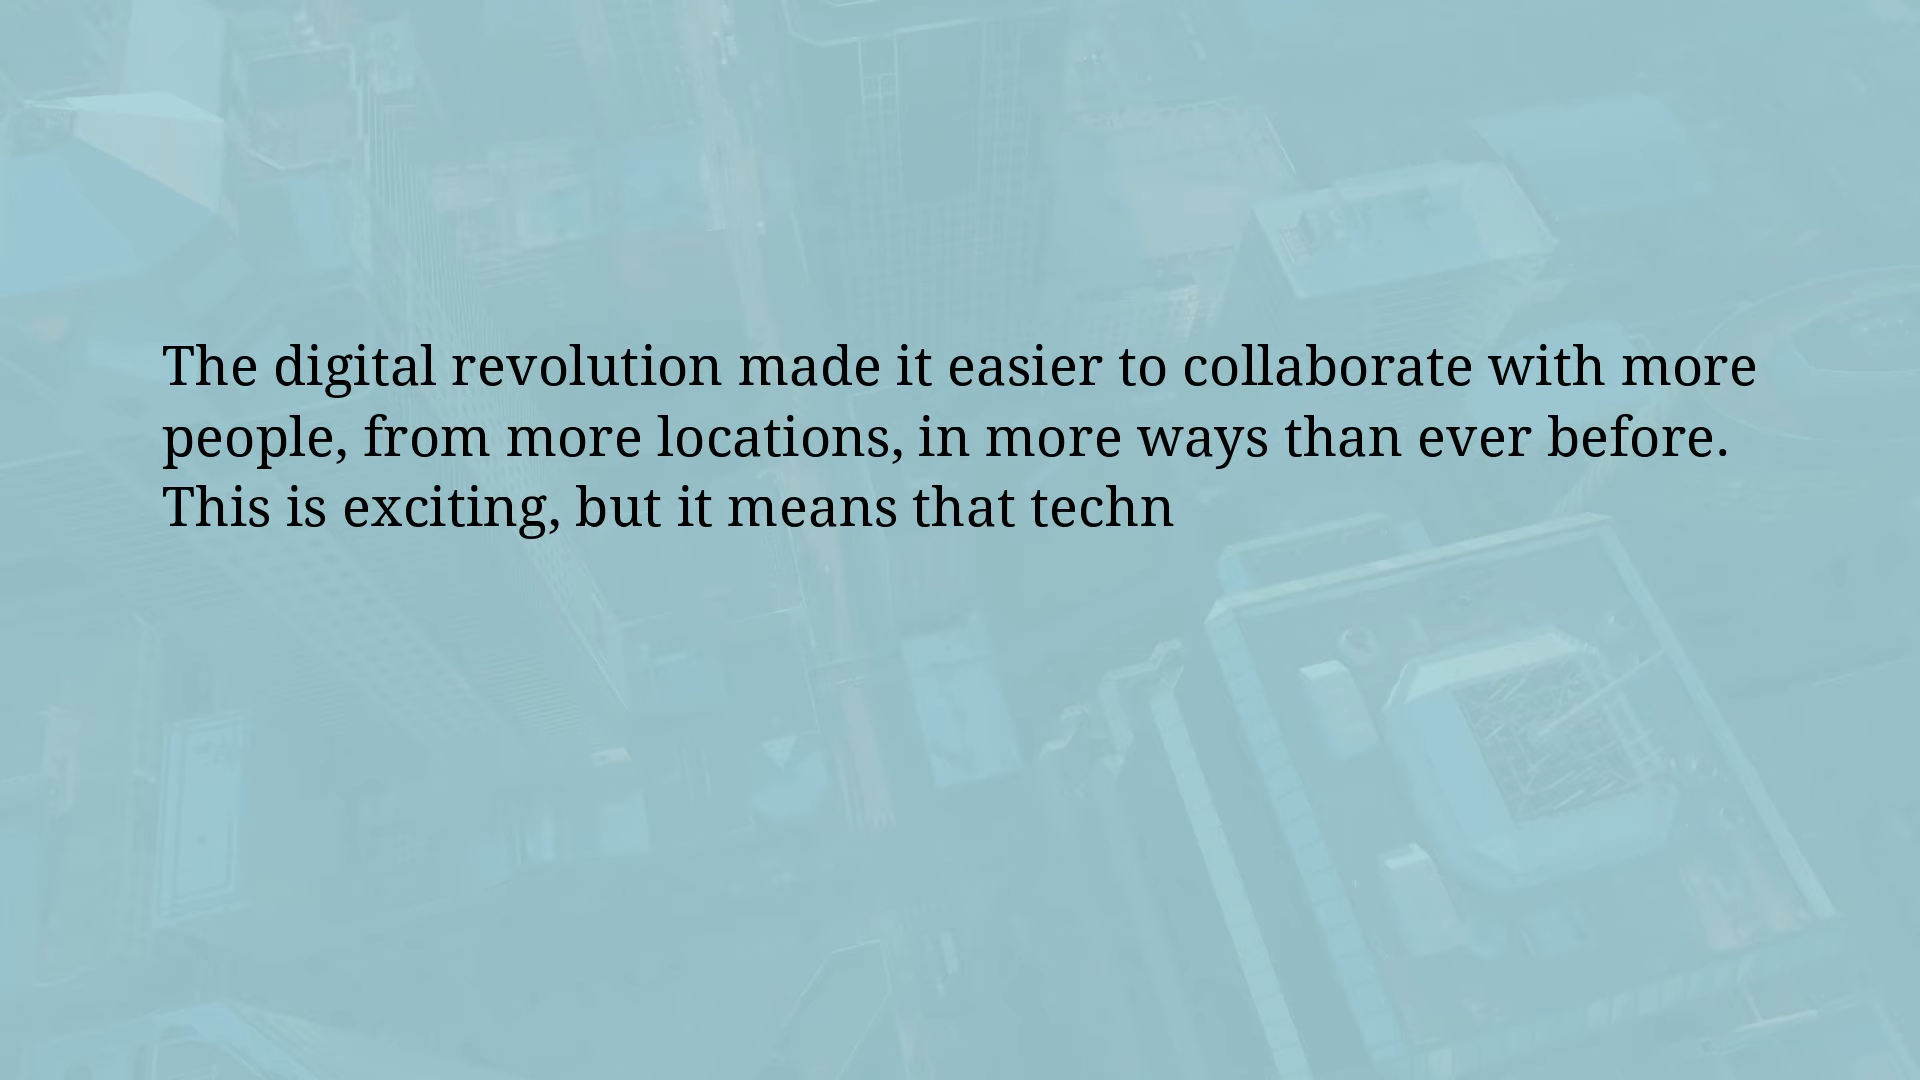 The digital revolution made it easier to collaborate with more
people, from more locations, in more ways than ever before.
This is exciting, but it means that techn